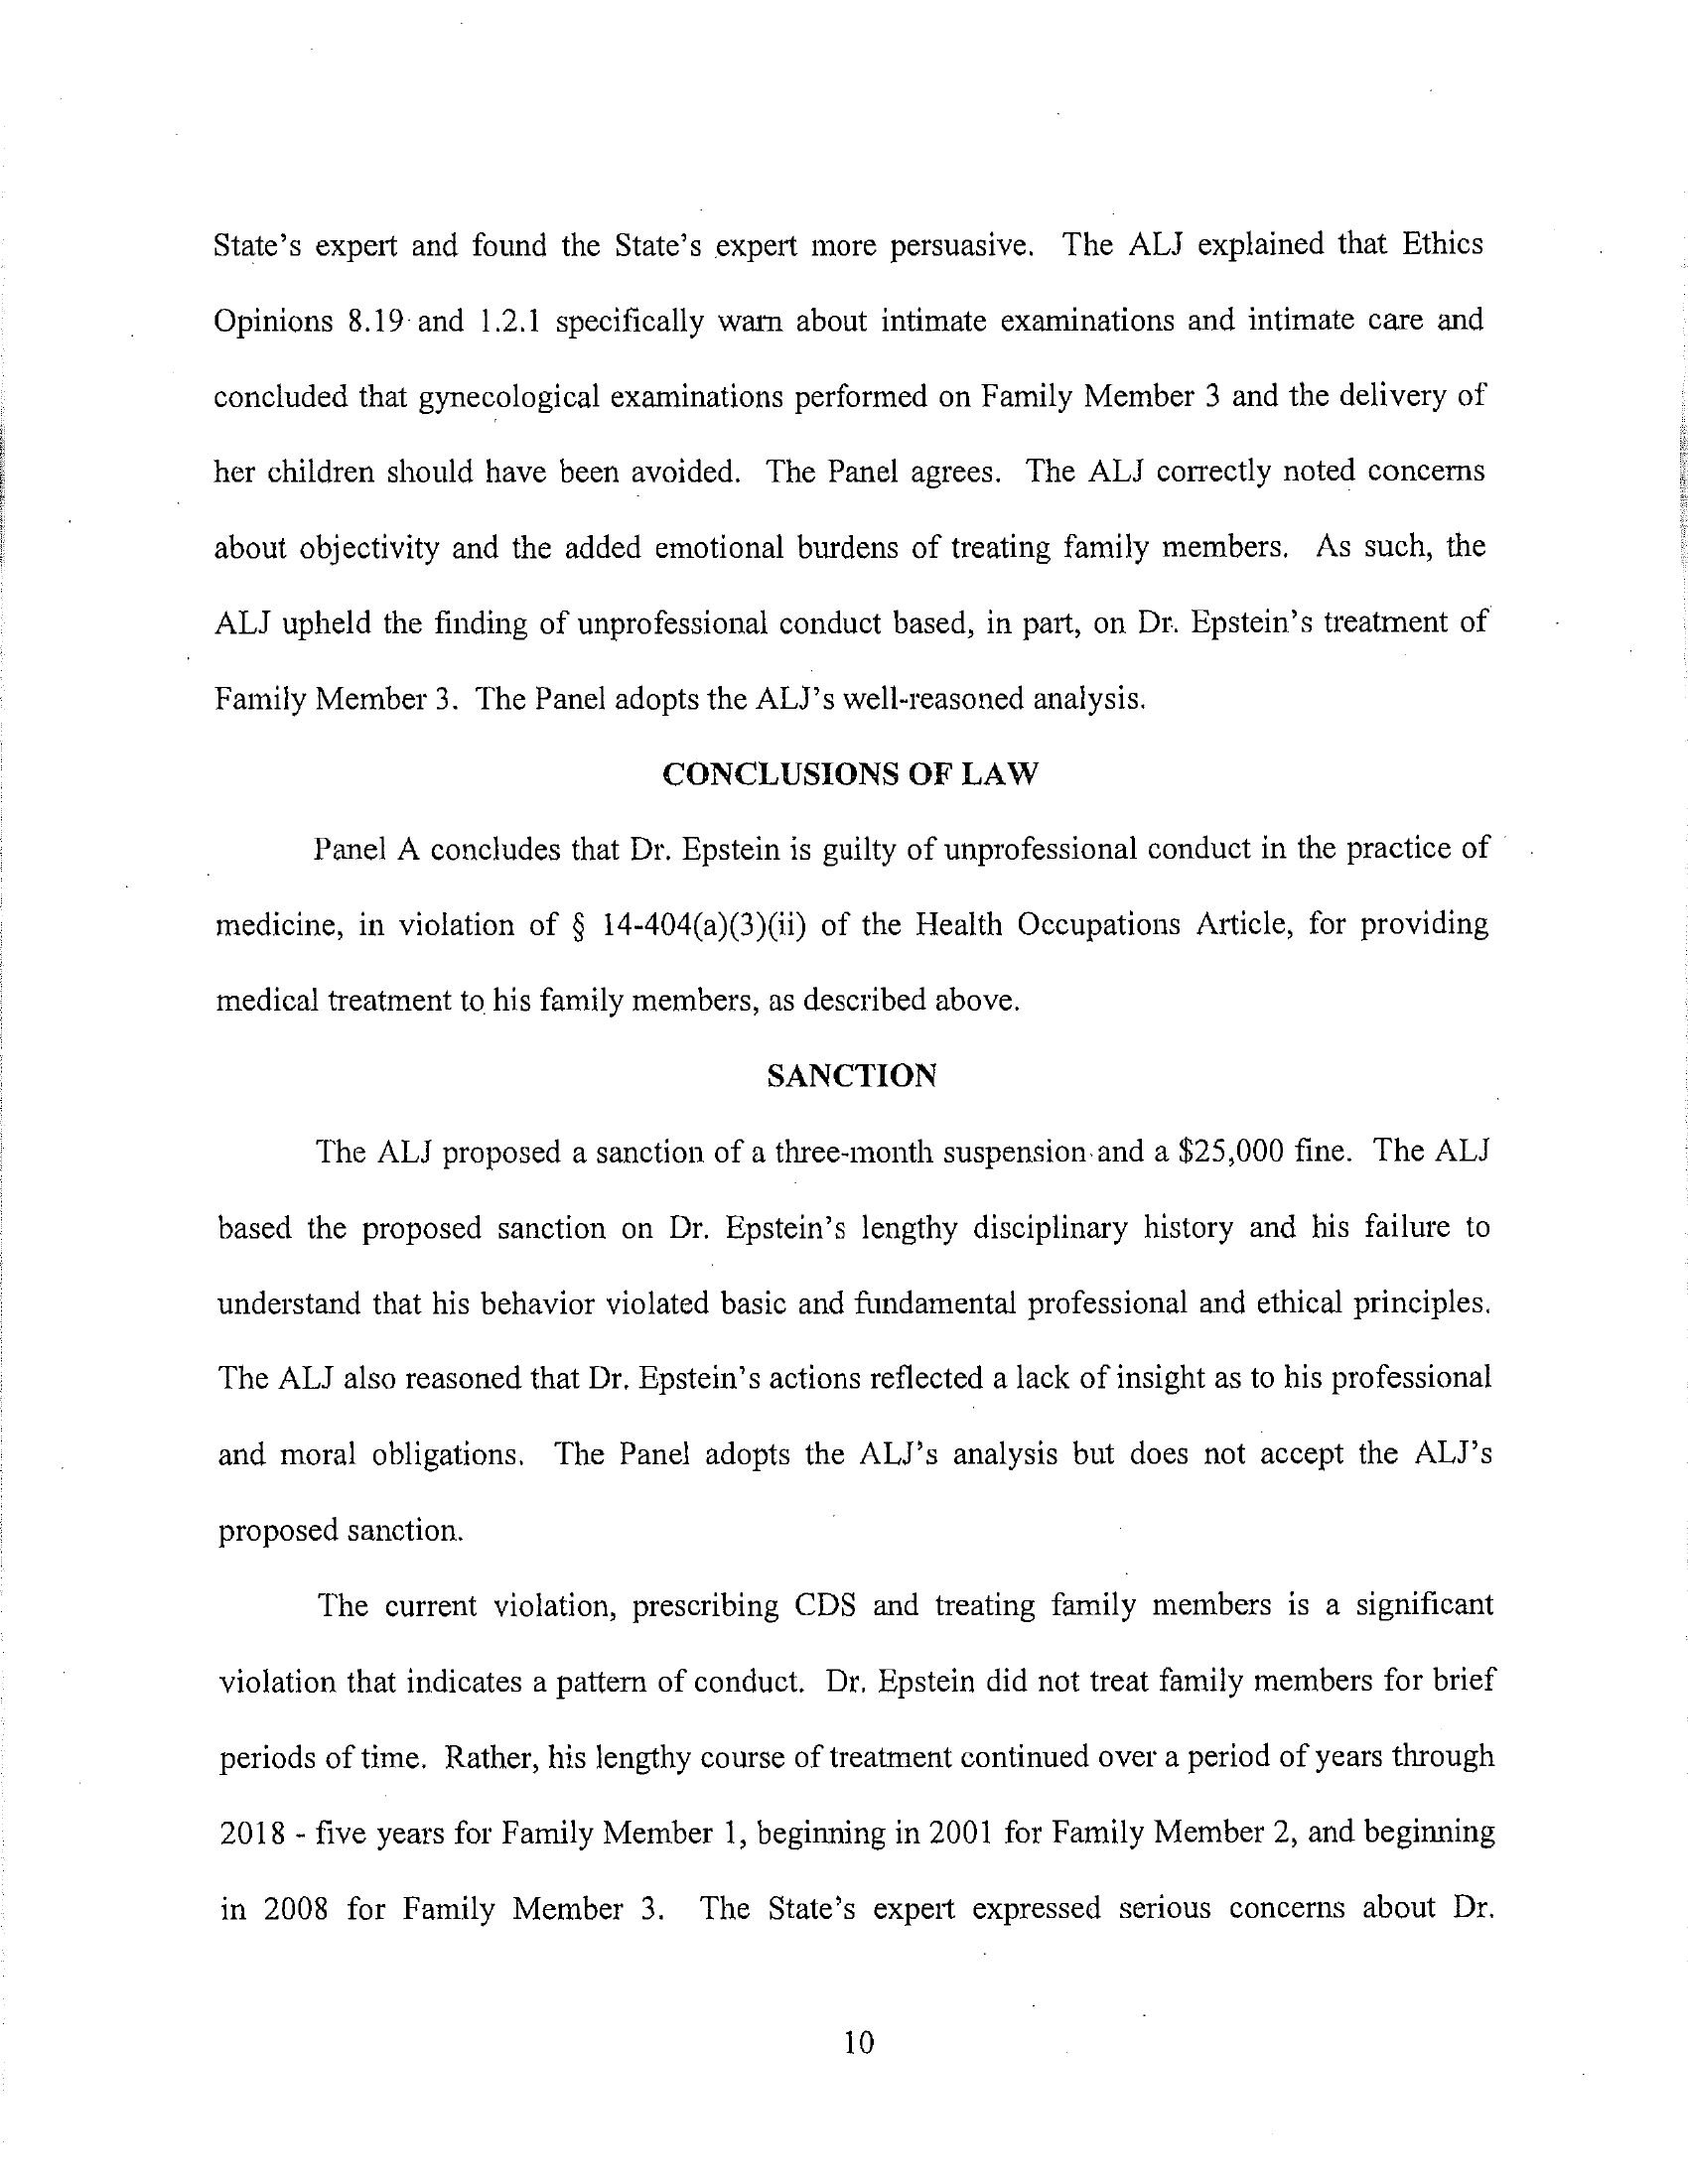 State's expert and found the State's expert more persuasive. The ALJ explained that Ethics
Opinions 8.19 and 1.2.1 specifically warn about intimate examinations and intimate care and
concluded that gynecological examinations performed on Family Member 3 and the delivery of
her children should have been avoided. The Panel agrees. The ALJ correctly noted concerns
about objectivity and the added emotional burdens of treating family members. As such, the
ALJ upheld the finding of unprofessional conduct based, in part, on Dr. Epstein's treatment of
Family Member 3. The Panel adopts the ALJ's well-reasoned analysis.
CONCLUSIONS OF LAW
Panel A concludes that Dr. Epstein is guilty of unprofessional conduct in the practice of
medicine, in violation of § 14-404(a)(3)(ii) of the Health Occupations Article, for providing
medical treatment to his family members, as described above.
SANCTION
The ALJ proposed a sanction of a three-month suspension and a $25,000 fine. The ALJ
based the proposed sanction on Dr. Epstein's lengthy disciplinary history and his failure to
understand that his behavior violated basic and fundamental professional and ethical principles.
The ALJ also reasoned that Dr. Epstein's actions reflected a lack of insight as to his professional
and moral obligations. The Panel adopts the ALJ's analysis but does not accept the ALJ's
proposed sanction.
The current violation, prescribing CDS and treating family members is a significant
violation that indicates a pattern of conduct. Dr. Epstein did not treat family members for brief
periods of time. Rather, his lengthy course of treatment continued over a period of years through
2018 - five years for Family Member 1, beginning in 2001 for Family Member 2, and beginning
in 2008 for Family Member 3. The State's expert expressed serious concerns about Dr.
10